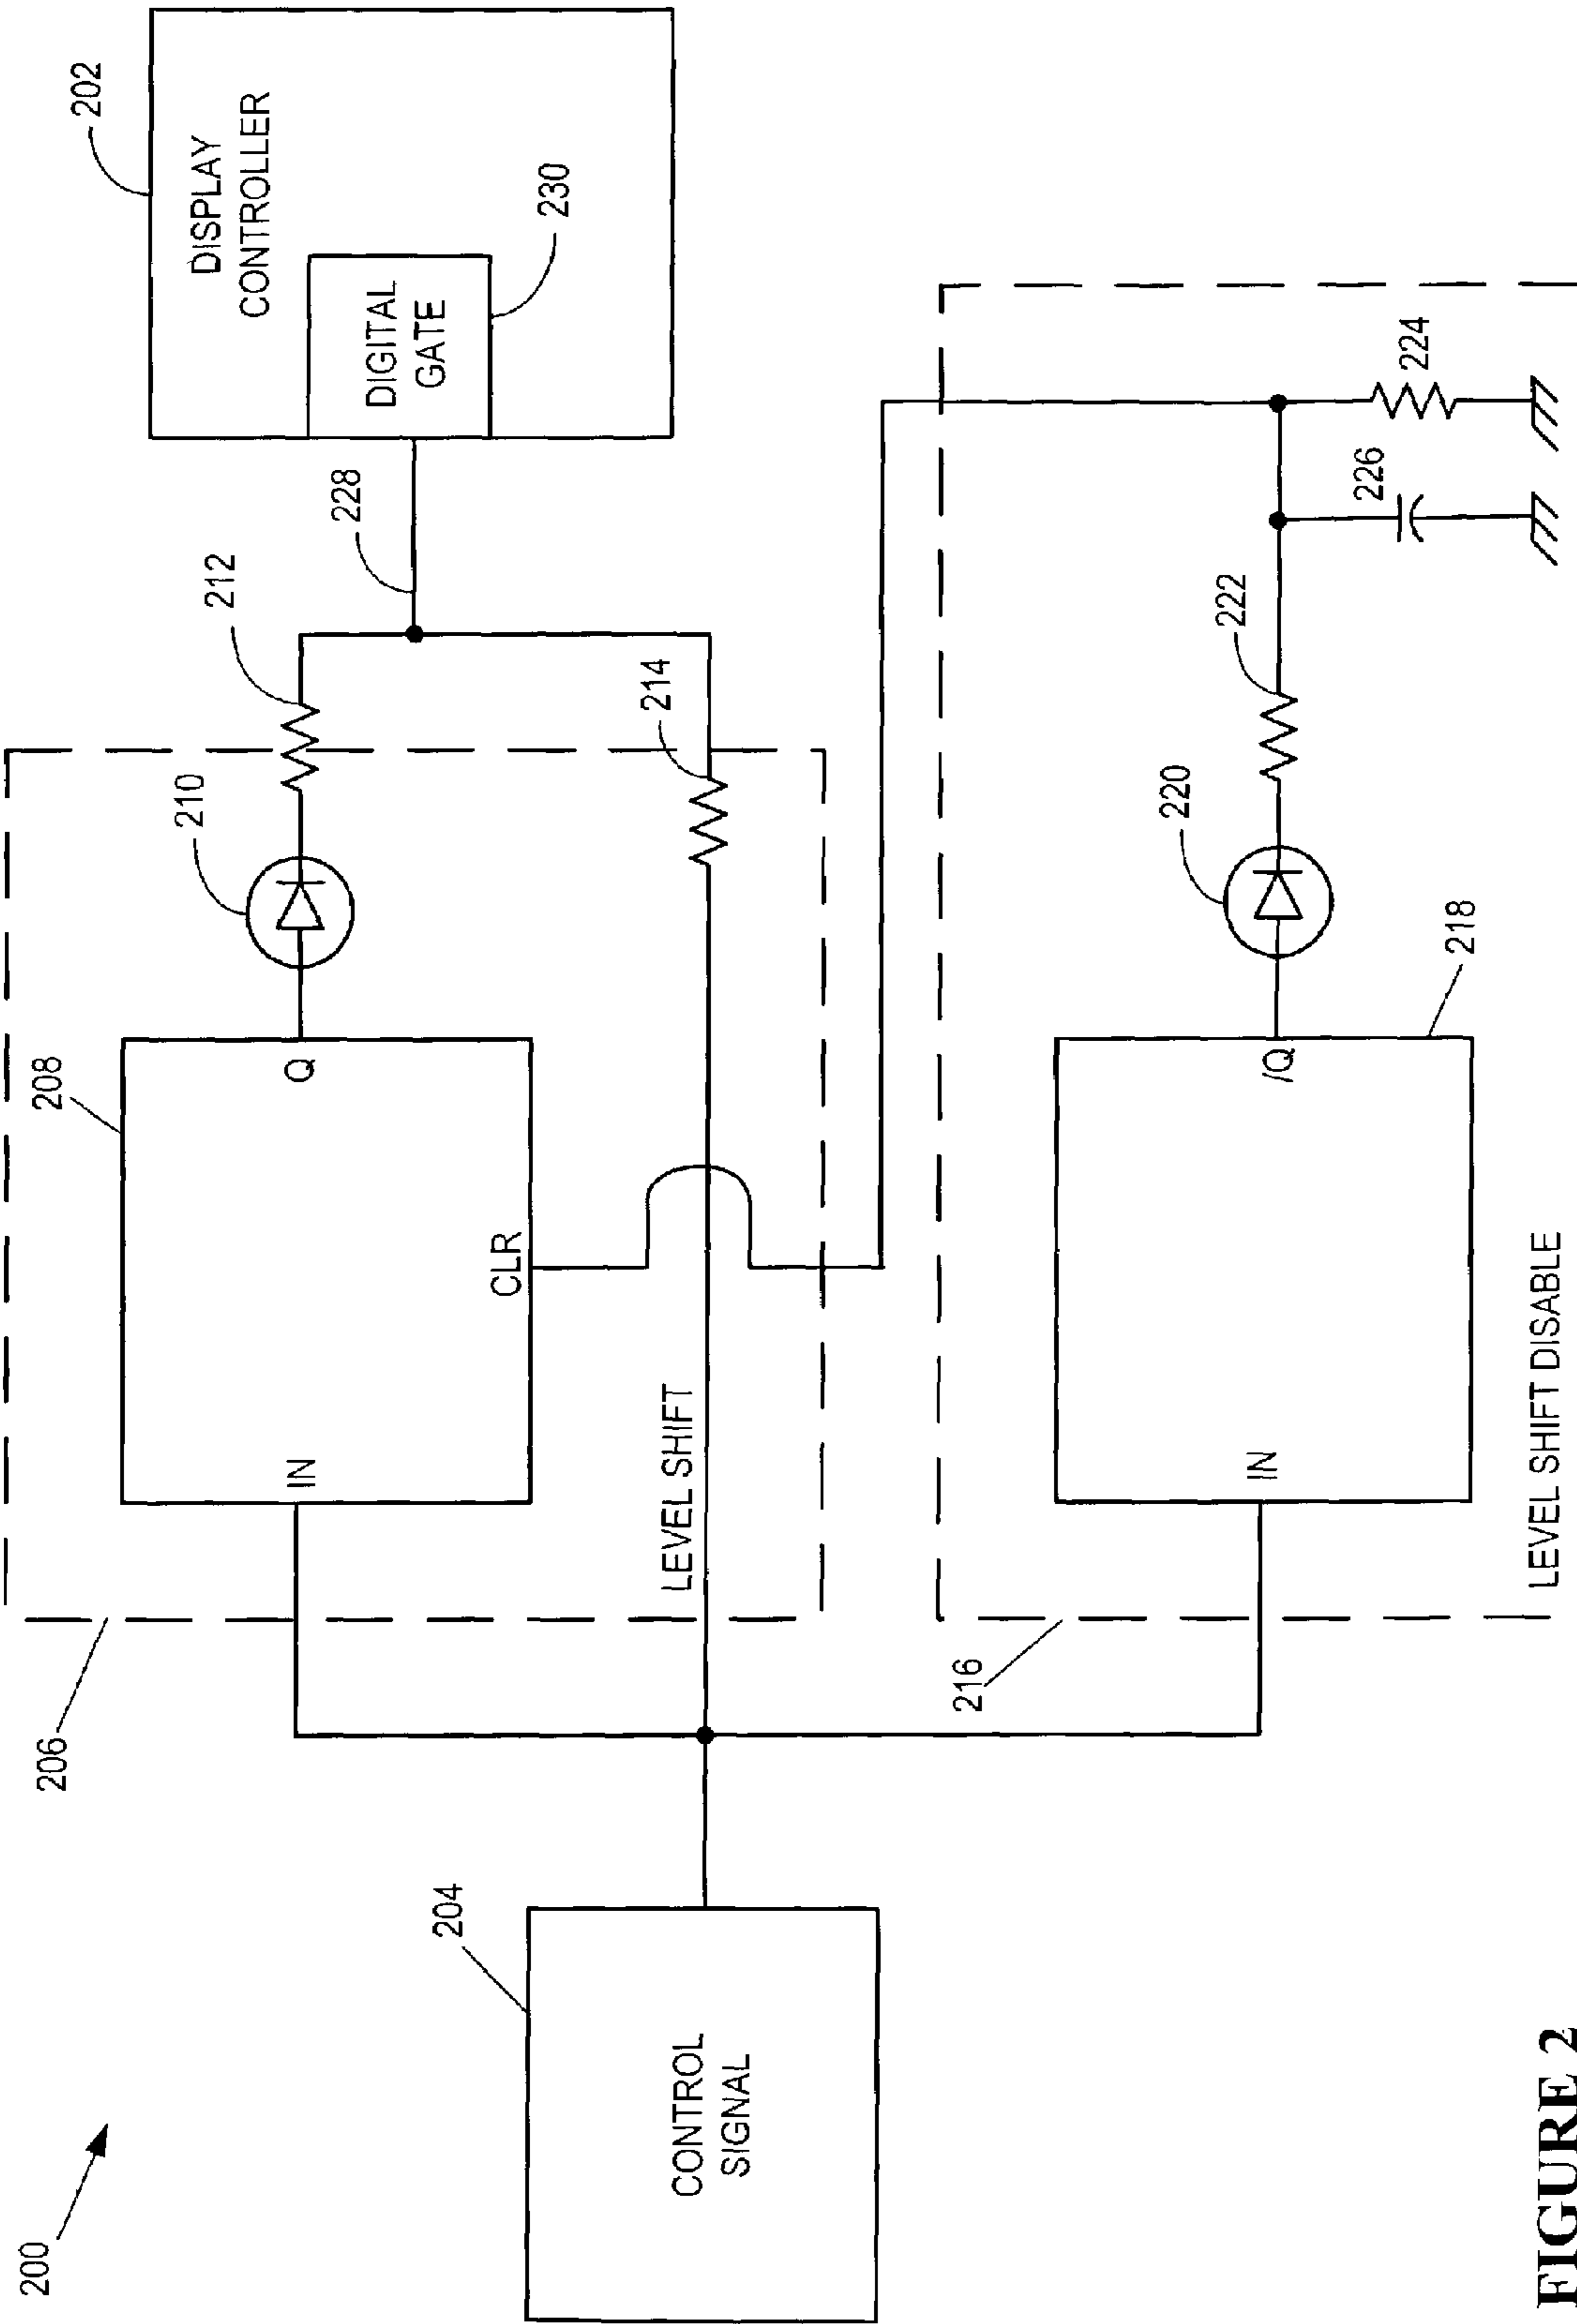 200
202
DISPLAY
CONTROLLER
DIGITAL
GATE
230
228
212
210
208
Q
IN
CLR
214
LEVEL SHIFT
206
204
CONTROL
SIGNAL
216
IN
/Q
218
220
222
226
224
LEVEL SHIFT DISABLE
FIGURE 2